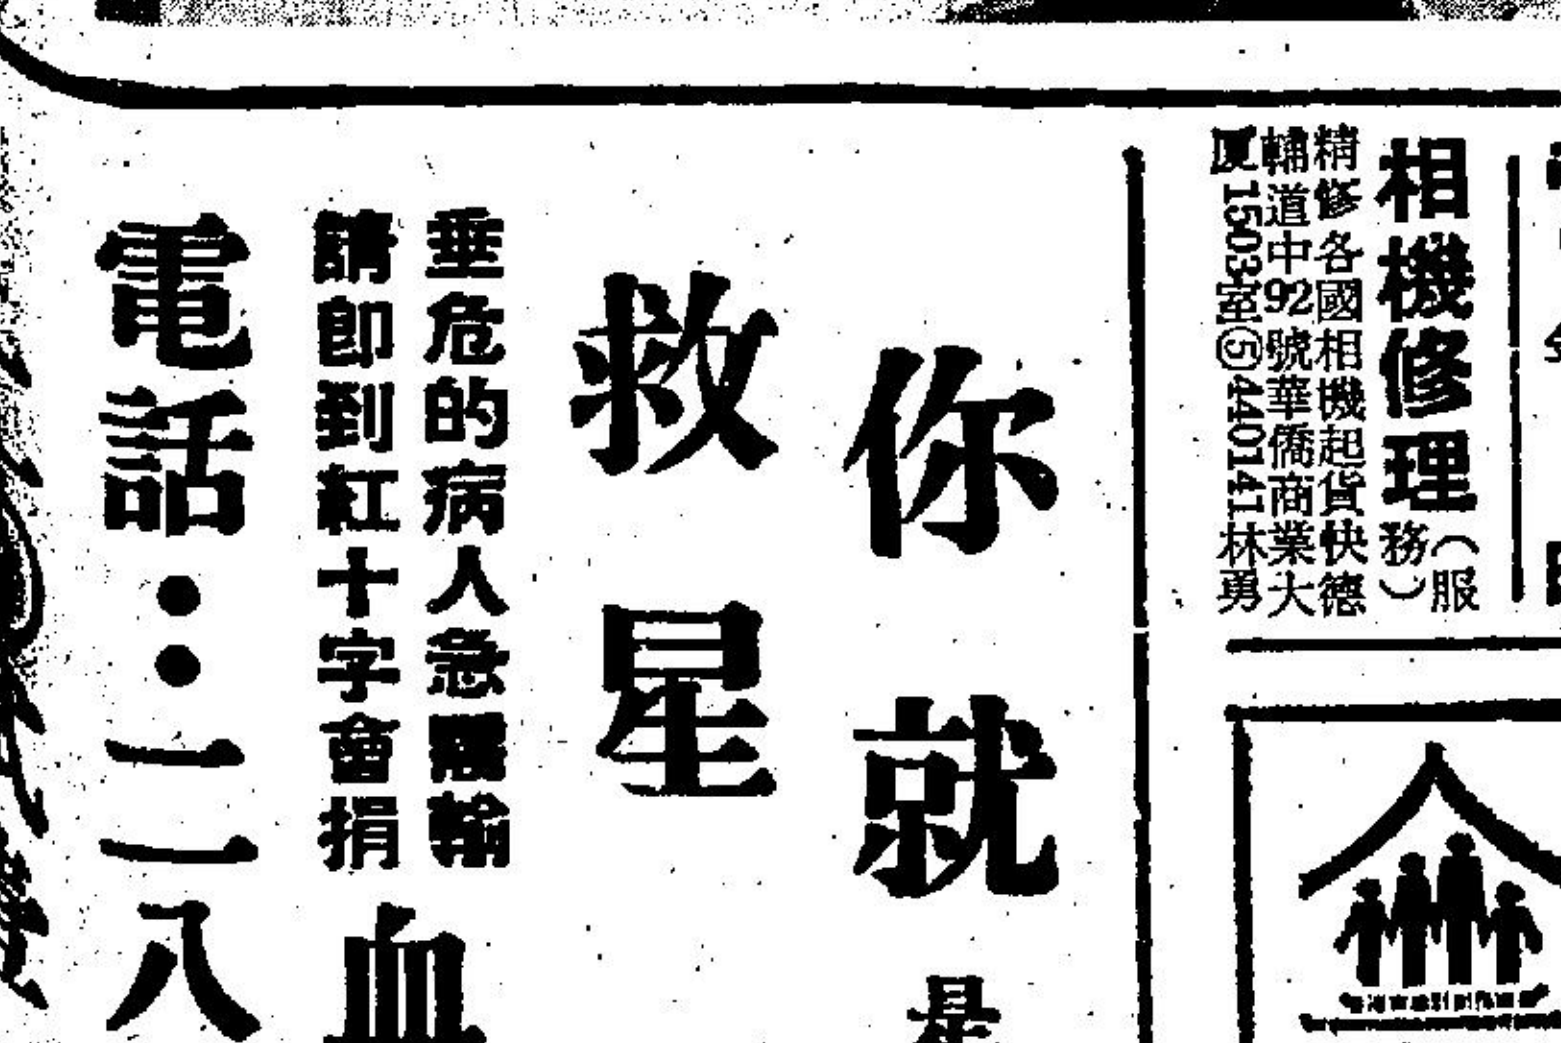 相機修理（服務）
精修各國相機起貨快德
輔道中92號華僑商業大
厦1503室⑤440141林勇
你就是
救星
垂危的病人急需輸
請卽到紅十字會捐血
電話：二八